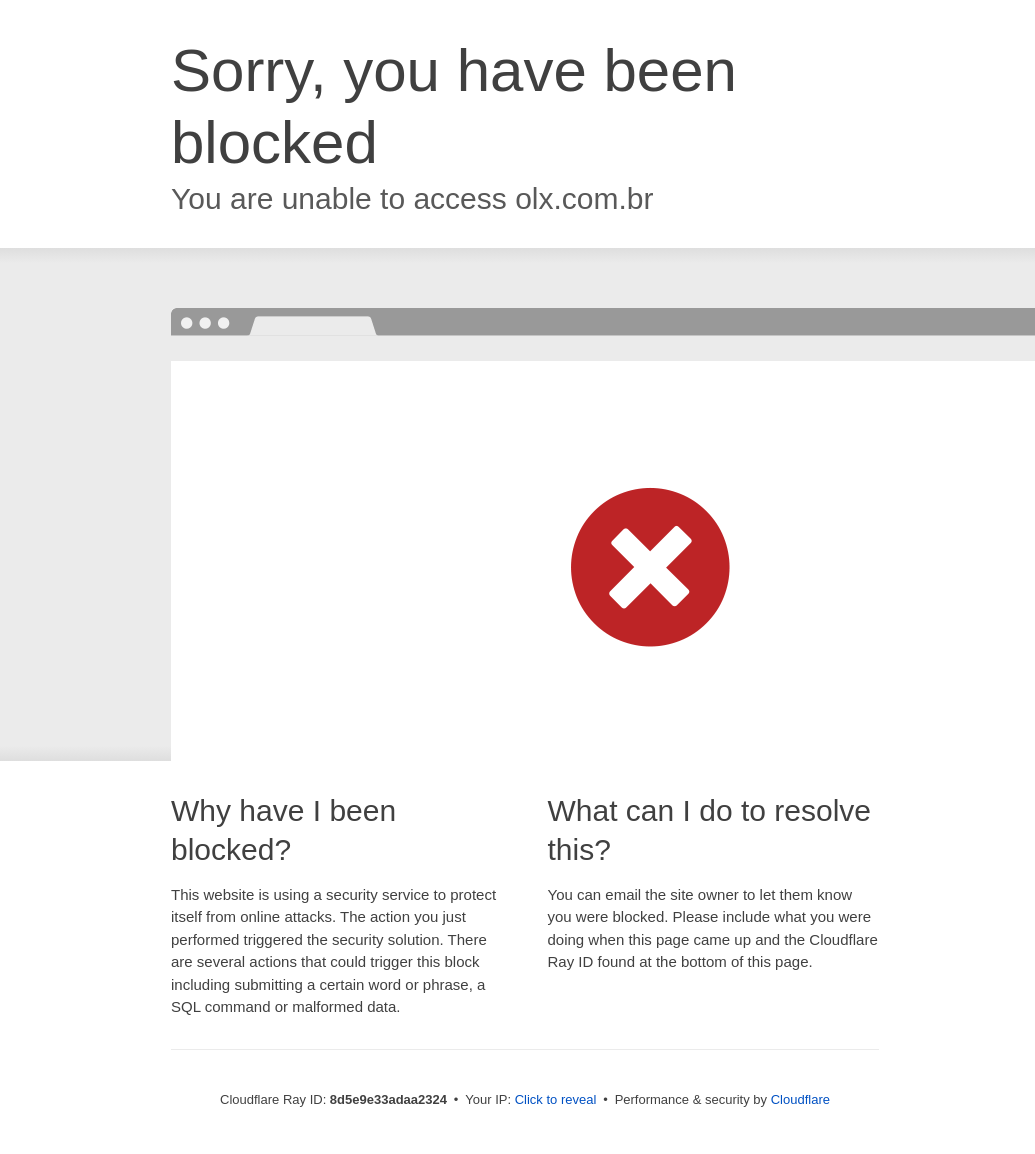 Sorry, you have been
blocked
You are unable to access olx.com.br
Why have I been
blocked?
This website is using a security service to protect
itself from online attacks. The action you just
performed triggered the security solution. There
are several actions that could trigger this block
including submitting a certain word or phrase, a
SQL command or malformed data.
What can I do to resolve
this?
You can email the site owner to let them know
you were blocked. Please include what you were
doing when this page came up and the Cloudflare
Ray ID found at the bottom of this page.
Cloudflare Ray ID: 8d5e9e33adaa2324 • Your IP: Click to reveal • Performance & security by Cloudflare